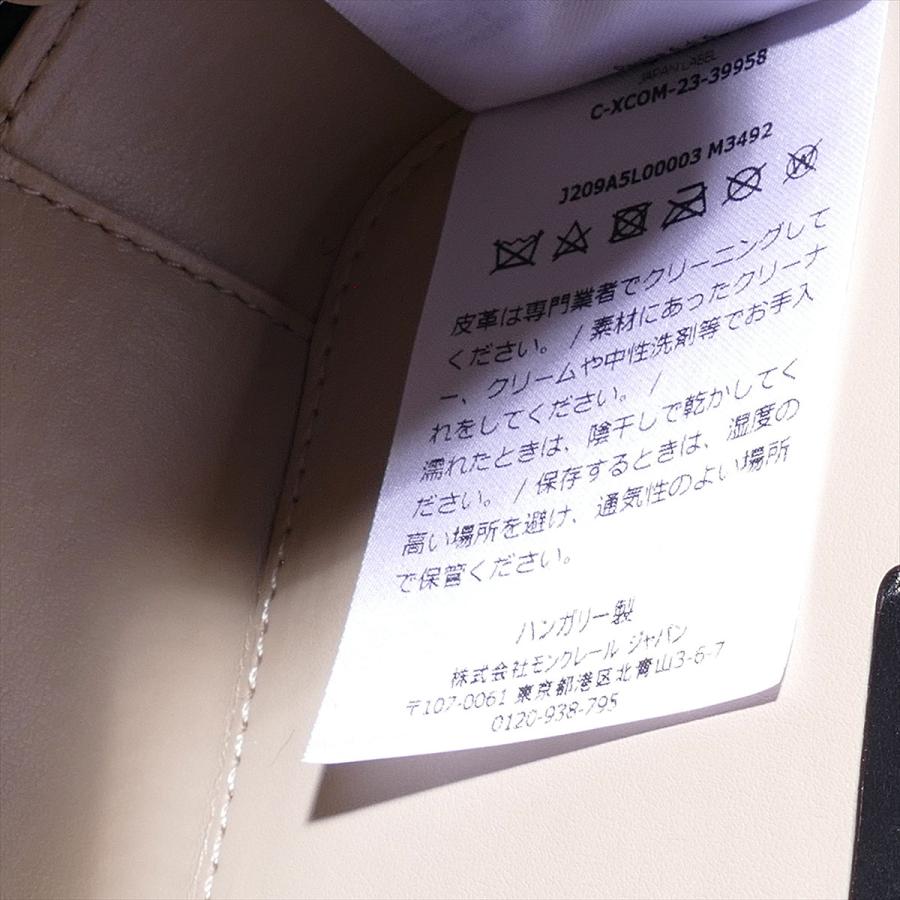 JAPAN LABEL
C-XCOM-23-39958
J209A5L00003 M3492
皮革は専門業者でクリーニングして
ください。 / 素材にあったクリーナ
ー、クリームや中性洗剤等でお手入
れをしてください。 /
濡れたときは、陰干しで乾かしてく
ださい。 / 保存するときは、湿度の
高い場所を避け、通気性のよい場所
で保管ください。
ハンガリー製
株式会社モンクレール ジャパン
〒107-0061 東京都港区北青山3-6-7
0120-938-795